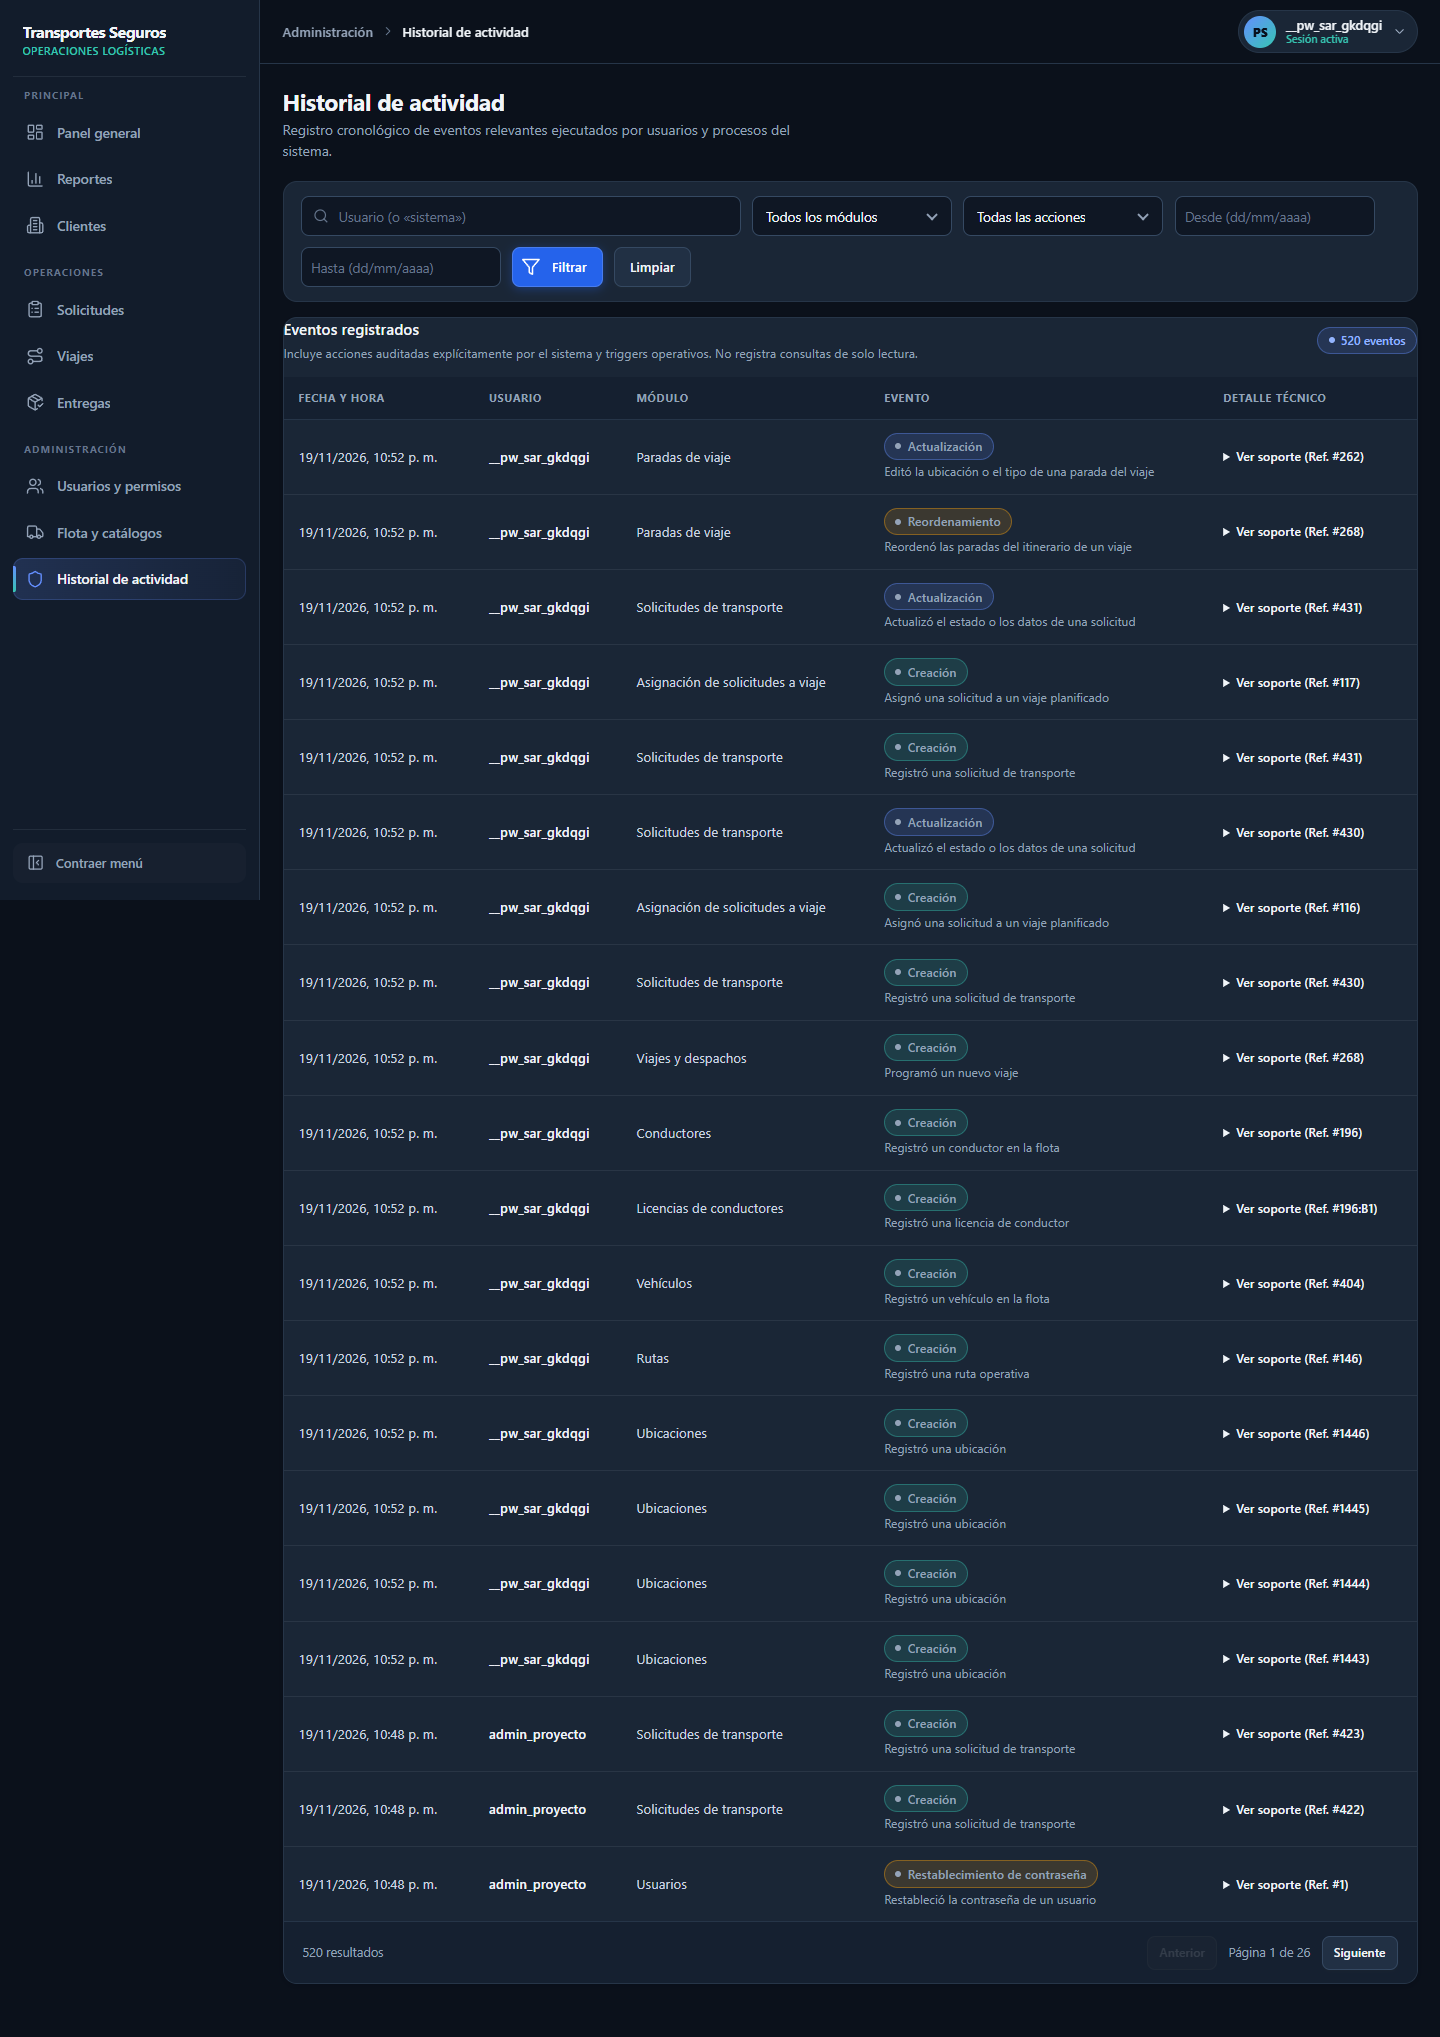 Transportes Seguros
OPERACIONES LOGÍSTICAS
PRINCIPAL
Panel general
Reportes
Clientes
OPERACIONES
Solicitudes
Viajes
Entregas
ADMINISTRACIÓN
Usuarios y permisos
Flota y catálogos
Historial de actividad
Contraer menú
Administración > Historial de actividad
PS
__pw_sar_gkdqgi
Sesión activa
Historial de actividad
Registro cronológico de eventos relevantes ejecutados por usuarios y procesos del
sistema.
Usuario (o «sistema») Todos los módulos Todas las acciones Desde (dd/mm/aaaa)
Hasta (dd/mm/aaaa) Filtrar Limpiar
Eventos registrados
Incluye acciones auditadas explícitamente por el sistema y triggers operativos. No registra consultas de solo lectura.
520 eventos
FECHA Y HORA USUARIO MÓDULO EVENTO DETALLE TÉCNICO
19/11/2026, 10:52 p. m. __pw_sar_gkdqgi Paradas de viaje Actualización Ver soporte (Ref. #262)
Editó la ubicación o el tipo de una parada del viaje
19/11/2026, 10:52 p. m. __pw_sar_gkdqgi Paradas de viaje Reordenamiento Ver soporte (Ref. #268)
Reordenó las paradas del itinerario de un viaje
19/11/2026, 10:52 p. m. __pw_sar_gkdqgi Solicitudes de transporte Actualización Ver soporte (Ref. #431)
Actualizó el estado o los datos de una solicitud
19/11/2026, 10:52 p. m. __pw_sar_gkdqgi Asignación de solicitudes a viaje Creación Ver soporte (Ref. #117)
Asignó una solicitud a un viaje planificado
19/11/2026, 10:52 p. m. __pw_sar_gkdqgi Solicitudes de transporte Creación Ver soporte (Ref. #431)
Registró una solicitud de transporte
19/11/2026, 10:52 p. m. __pw_sar_gkdqgi Solicitudes de transporte Actualización Ver soporte (Ref. #430)
Actualizó el estado o los datos de una solicitud
19/11/2026, 10:52 p. m. __pw_sar_gkdqgi Asignación de solicitudes a viaje Creación Ver soporte (Ref. #116)
Asignó una solicitud a un viaje planificado
19/11/2026, 10:52 p. m. __pw_sar_gkdqgi Solicitudes de transporte Creación Ver soporte (Ref. #430)
Registró una solicitud de transporte
19/11/2026, 10:52 p. m. __pw_sar_gkdqgi Viajes y despachos Creación Ver soporte (Ref. #268)
Programó un nuevo viaje
19/11/2026, 10:52 p. m. __pw_sar_gkdqgi Conductores Creación Ver soporte (Ref. #196)
Registró un conductor en la flota
19/11/2026, 10:52 p. m. __pw_sar_gkdqgi Licencias de conductores Creación Ver soporte (Ref. #196:B1)
Registró una licencia de conductor
19/11/2026, 10:52 p. m. __pw_sar_gkdqgi Vehículos Creación Ver soporte (Ref. #404)
Registró un vehículo en la flota
19/11/2026, 10:52 p. m. __pw_sar_gkdqgi Rutas Creación Ver soporte (Ref. #146)
Registró una ruta operativa
19/11/2026, 10:52 p. m. __pw_sar_gkdqgi Ubicaciones Creación Ver soporte (Ref. #1446)
Registró una ubicación
19/11/2026, 10:52 p. m. __pw_sar_gkdqgi Ubicaciones Creación Ver soporte (Ref. #1445)
Registró una ubicación
19/11/2026, 10:52 p. m. __pw_sar_gkdqgi Ubicaciones Creación Ver soporte (Ref. #1444)
Registró una ubicación
19/11/2026, 10:52 p. m. __pw_sar_gkdqgi Ubicaciones Creación Ver soporte (Ref. #1443)
Registró una ubicación
19/11/2026, 10:48 p. m. admin_proyecto Solicitudes de transporte Creación Ver soporte (Ref. #423)
Registró una solicitud de transporte
19/11/2026, 10:48 p. m. admin_proyecto Solicitudes de transporte Creación Ver soporte (Ref. #422)
Registró una solicitud de transporte
19/11/2026, 10:48 p. m. admin_proyecto Usuarios Restablecimiento de contraseña Ver soporte (Ref. #1)
Restableció la contraseña de un usuario
520 resultados Anterior Página 1 de 26 Siguiente